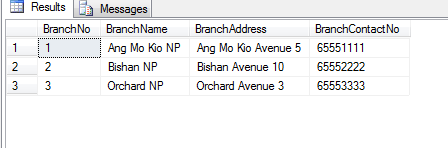 Results Messages
BranchNo BranchName BranchAddress BranchContactNo
1 1 Ang Mo Kio NP Ang Mo Kio Avenue 5 65551111
2 2 Bishan NP Bishan Avenue 10 65552222
3 3 Orchard NP Orchard Avenue 3 65553333